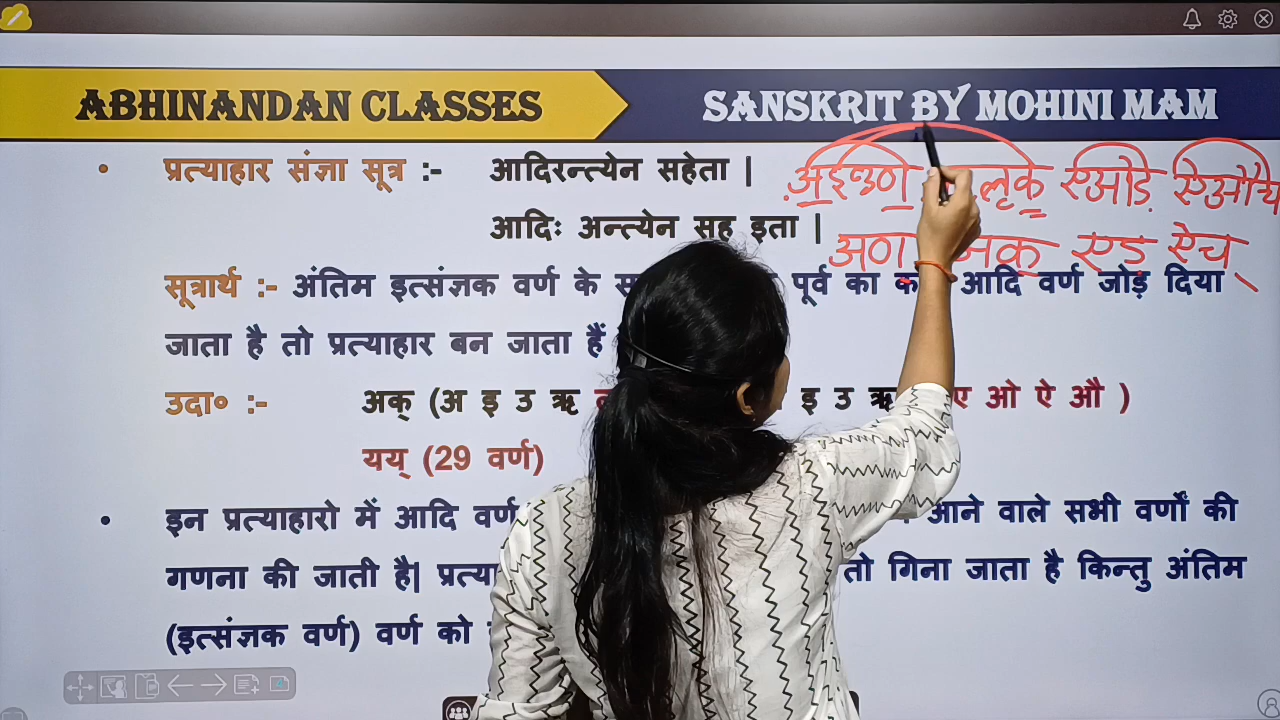 ABHINANDAN CLASSES
SANSKRIT BY MOHINI MAM
• प्रत्याहार संज्ञा सूत्र :- आदिरन्त्येन सहेता |
अइउण लृक् एओङ् ऐऔच
आदिः अन्त्येन सह इता |
अण अक् एङ ऐच्
सूत्रार्थ :- अंतिम इत्संज्ञक वर्ण के पूर्व का आदि वर्ण जोड़ दिया
जाता है तो प्रत्याहार बन जाता हैं
उदा० :- अक् (अ इ उ ऋ इ उ ऋ ए ओ ऐ औ )
यय् (29 वर्ण)
• इन प्रत्याहारो में आदि वर्ण आने वाले सभी वर्णों की
गणना की जाती है| तो गिना जाता है किन्तु अंतिम
(इत्संज्ञक वर्ण) वर्ण को